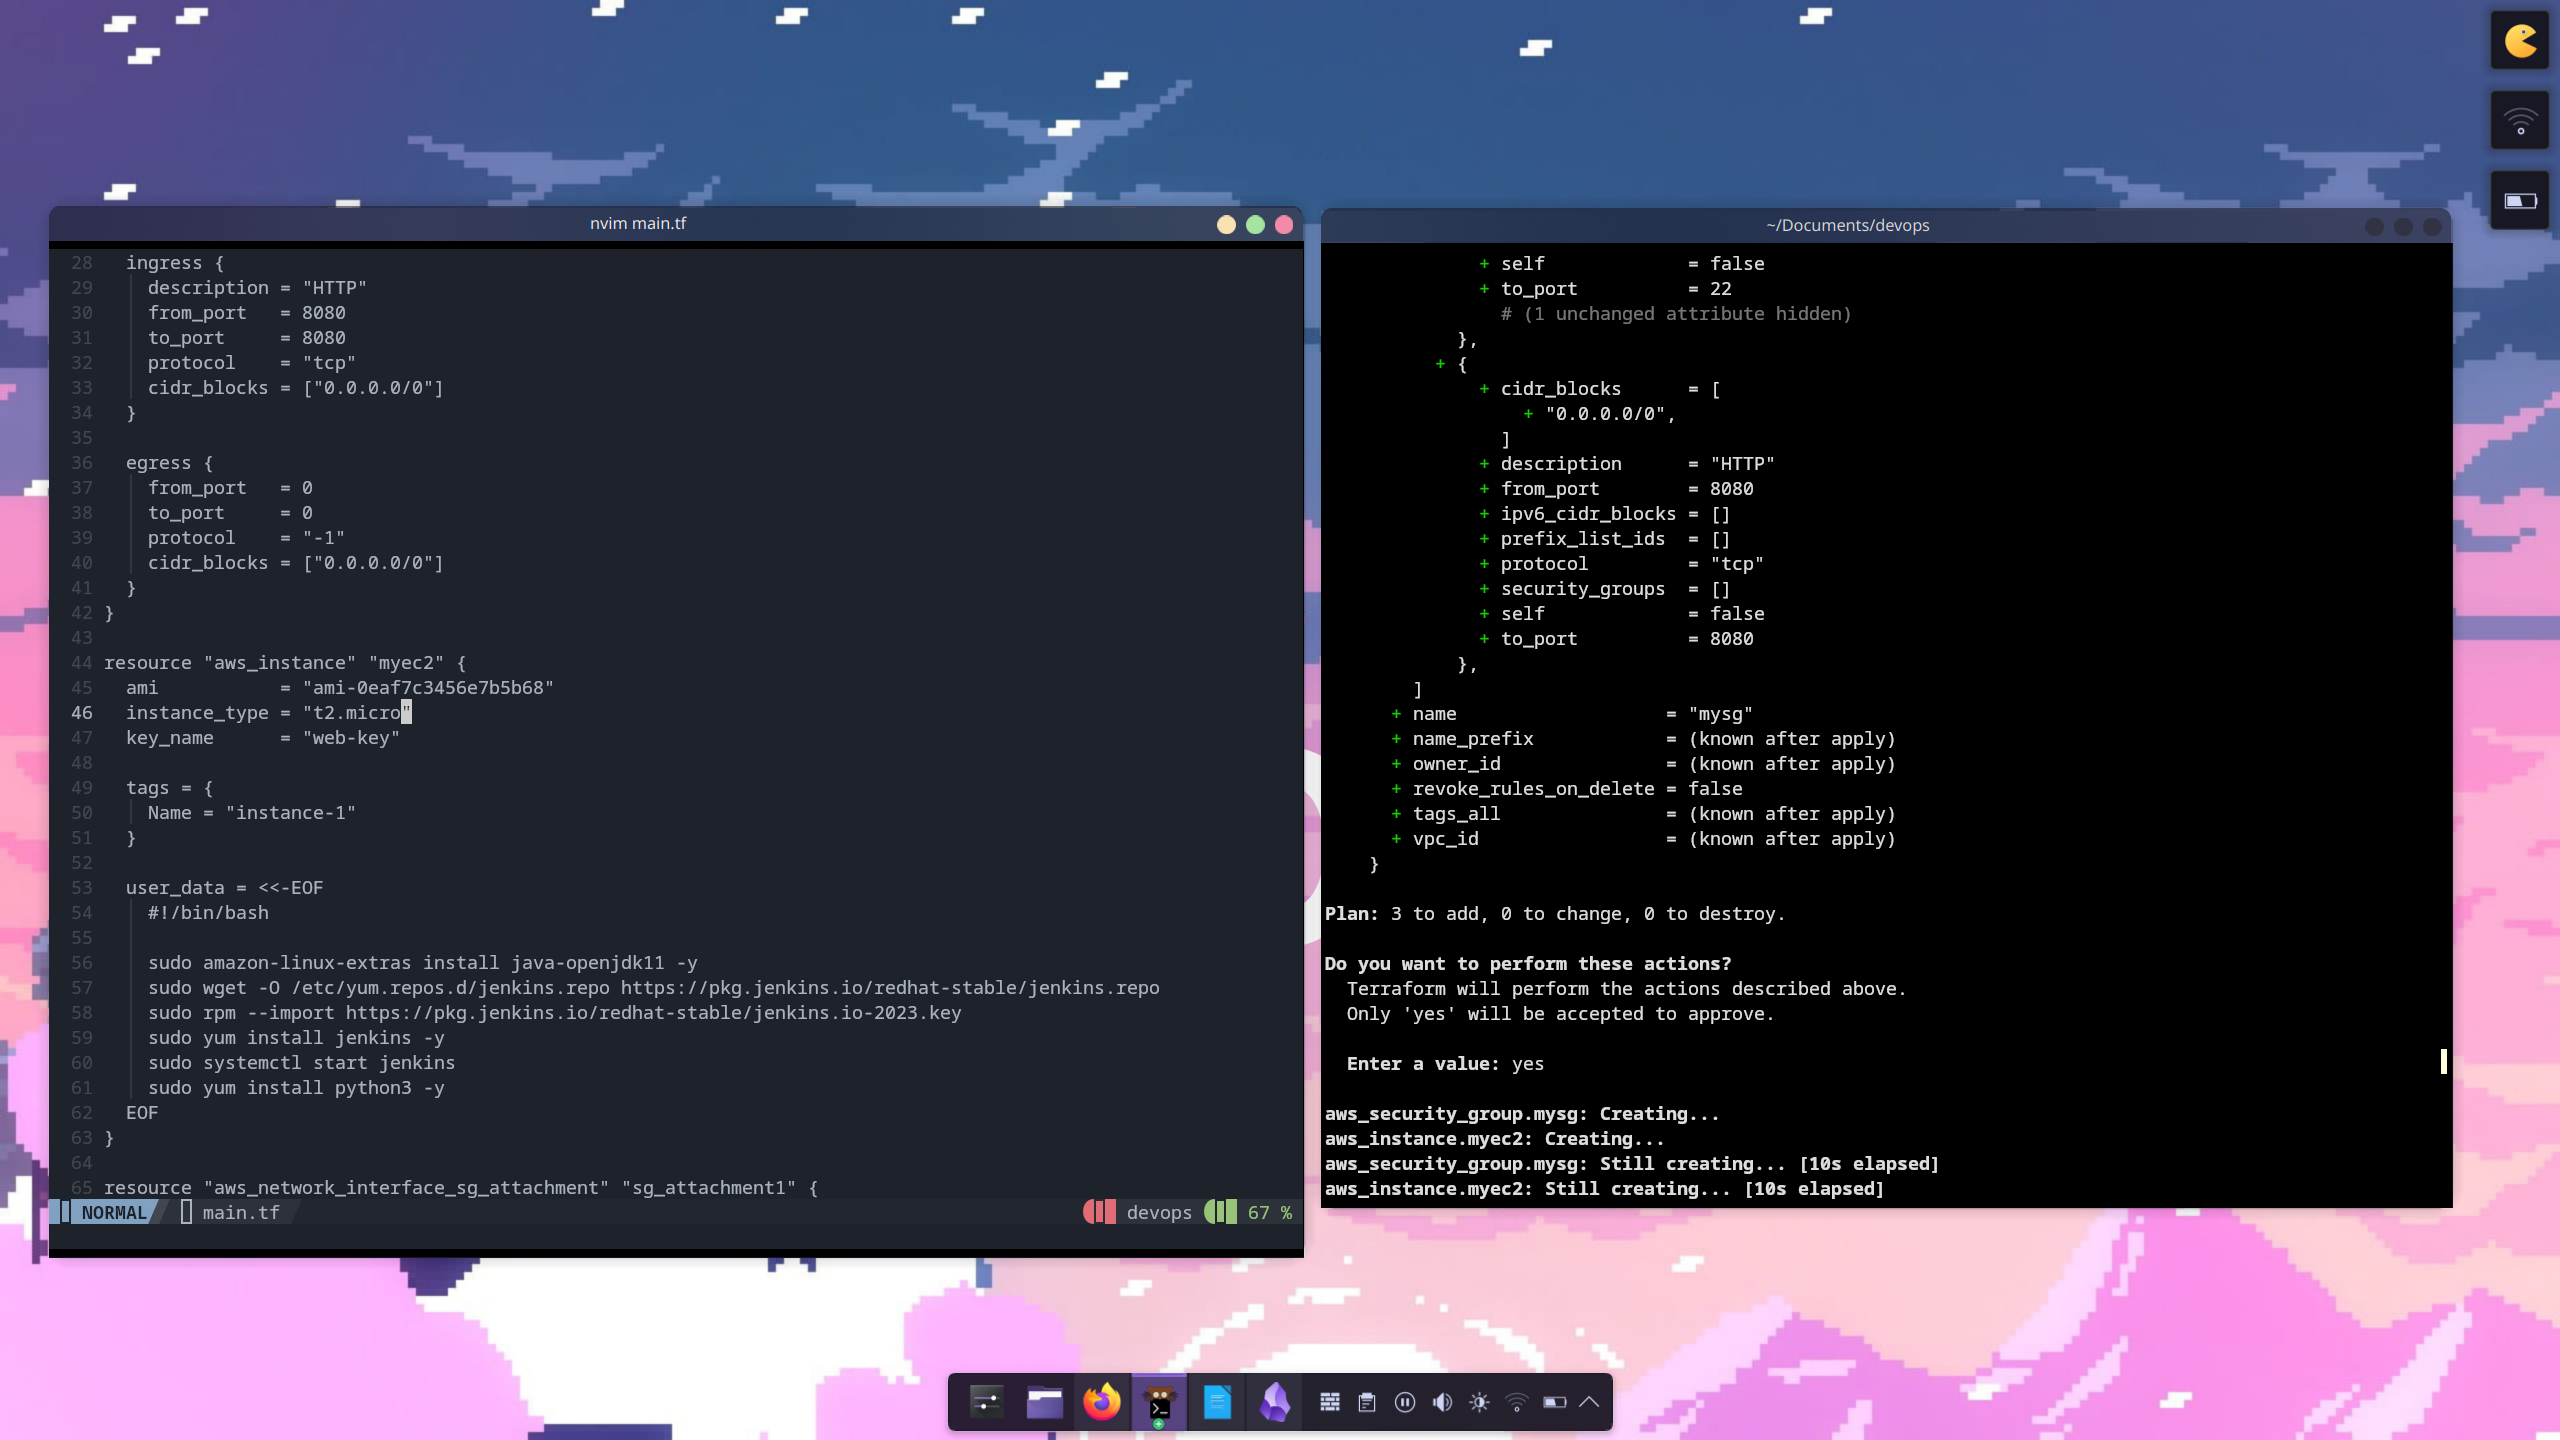 nvim main.tf
28 ingress {
29 description = "HTTP"
30 from_port = 8080
31 to_port = 8080
32 protocol = "tcp"
33 cidr_blocks = ["0.0.0.0/0"]
34 }
35
36 egress {
37 from_port = 0
38 to_port = 0
39 protocol = "-1"
40 cidr_blocks = ["0.0.0.0/0"]
41 }
42 }
43
44 resource "aws_instance" "myec2" {
45 ami = "ami-0eaf7c3456e7b5b68"
46 instance_type = "t2.micro"
47 key_name = "web-key"
48
49 tags = {
50 Name = "instance-1"
51 }
52
53 user_data = <<-EOF
54 #!/bin/bash
55
56 sudo amazon-linux-extras install java-openjdk11 -y
57 sudo wget -O /etc/yum.repos.d/jenkins.repo https://pkg.jenkins.io/redhat-stable/jenkins.repo
58 sudo rpm --import https://pkg.jenkins.io/redhat-stable/jenkins.io-2023.key
59 sudo yum install jenkins -y
60 sudo systemctl start jenkins
61 sudo yum install python3 -y
62 EOF
63 }
64
65 resource "aws_network_interface_sg_attachment" "sg_attachment1" {
NORMAL main.tf devops 67 %
~/Documents/devops
+ self = false
+ to_port = 22
# (1 unchanged attribute hidden)
},
+ {
+ cidr_blocks = [
+ "0.0.0.0/0",
]
+ description = "HTTP"
+ from_port = 8080
+ ipv6_cidr_blocks = []
+ prefix_list_ids = []
+ protocol = "tcp"
+ security_groups = []
+ self = false
+ to_port = 8080
},
]
+ name = "mysg"
+ name_prefix = (known after apply)
+ owner_id = (known after apply)
+ revoke_rules_on_delete = false
+ tags_all = (known after apply)
+ vpc_id = (known after apply)
}
Plan: 3 to add, 0 to change, 0 to destroy.
Do you want to perform these actions?
Terraform will perform the actions described above.
Only 'yes' will be accepted to approve.
Enter a value: yes
aws_security_group.mysg: Creating...
aws_instance.myec2: Creating...
aws_security_group.mysg: Still creating... [10s elapsed]
aws_instance.myec2: Still creating... [10s elapsed]